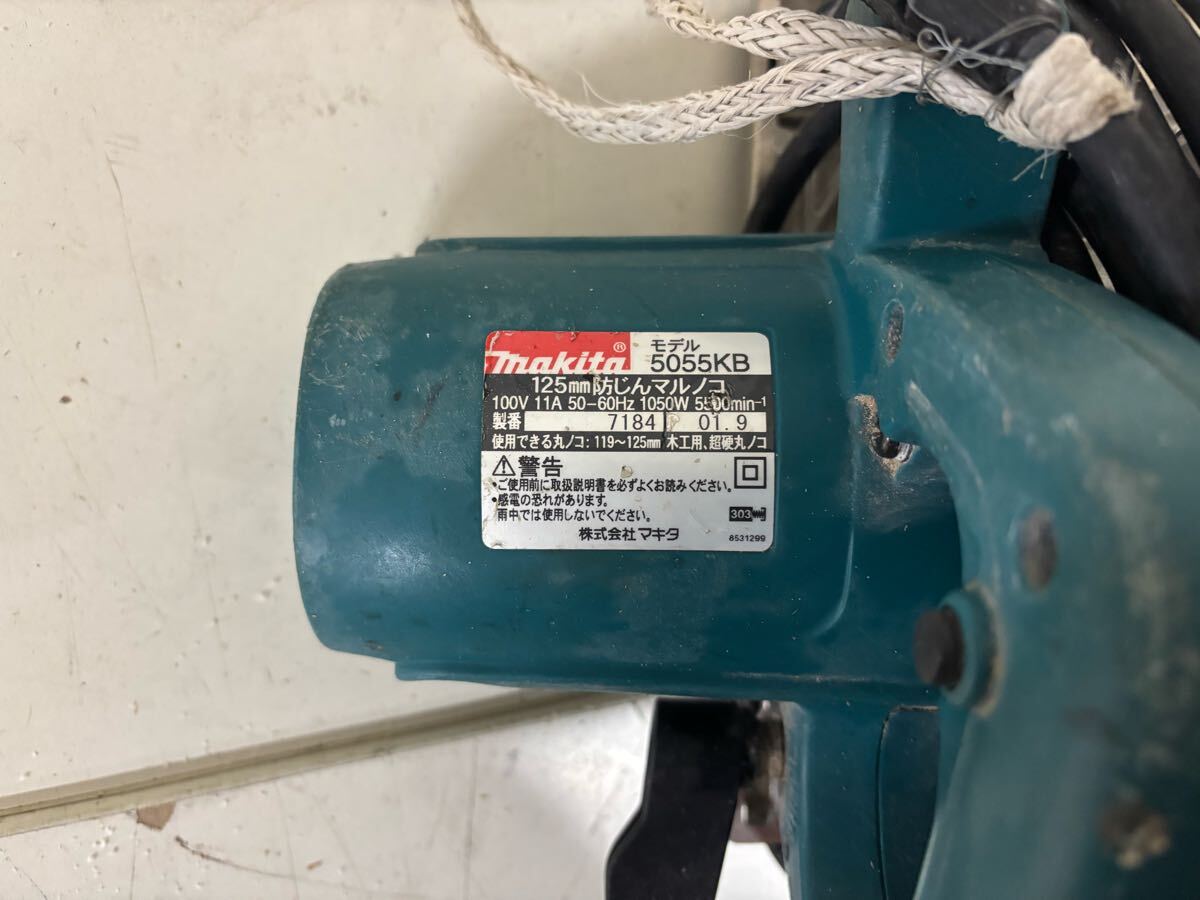 makita®
モデル
5055KB
125mm防じんマルノコ
100V 11A 50-60Hz 1050W 5500min⁻¹
製番 7184 01.9
使用できる丸ノコ:119～125mm 木工用、超硬丸ノコ
⚠警告
•ご使用前に取扱説明書を必ずよくお読みください。
•感電の恐れがあります。
雨中では使用しないでください。
303
株式会社マキタ
8531299